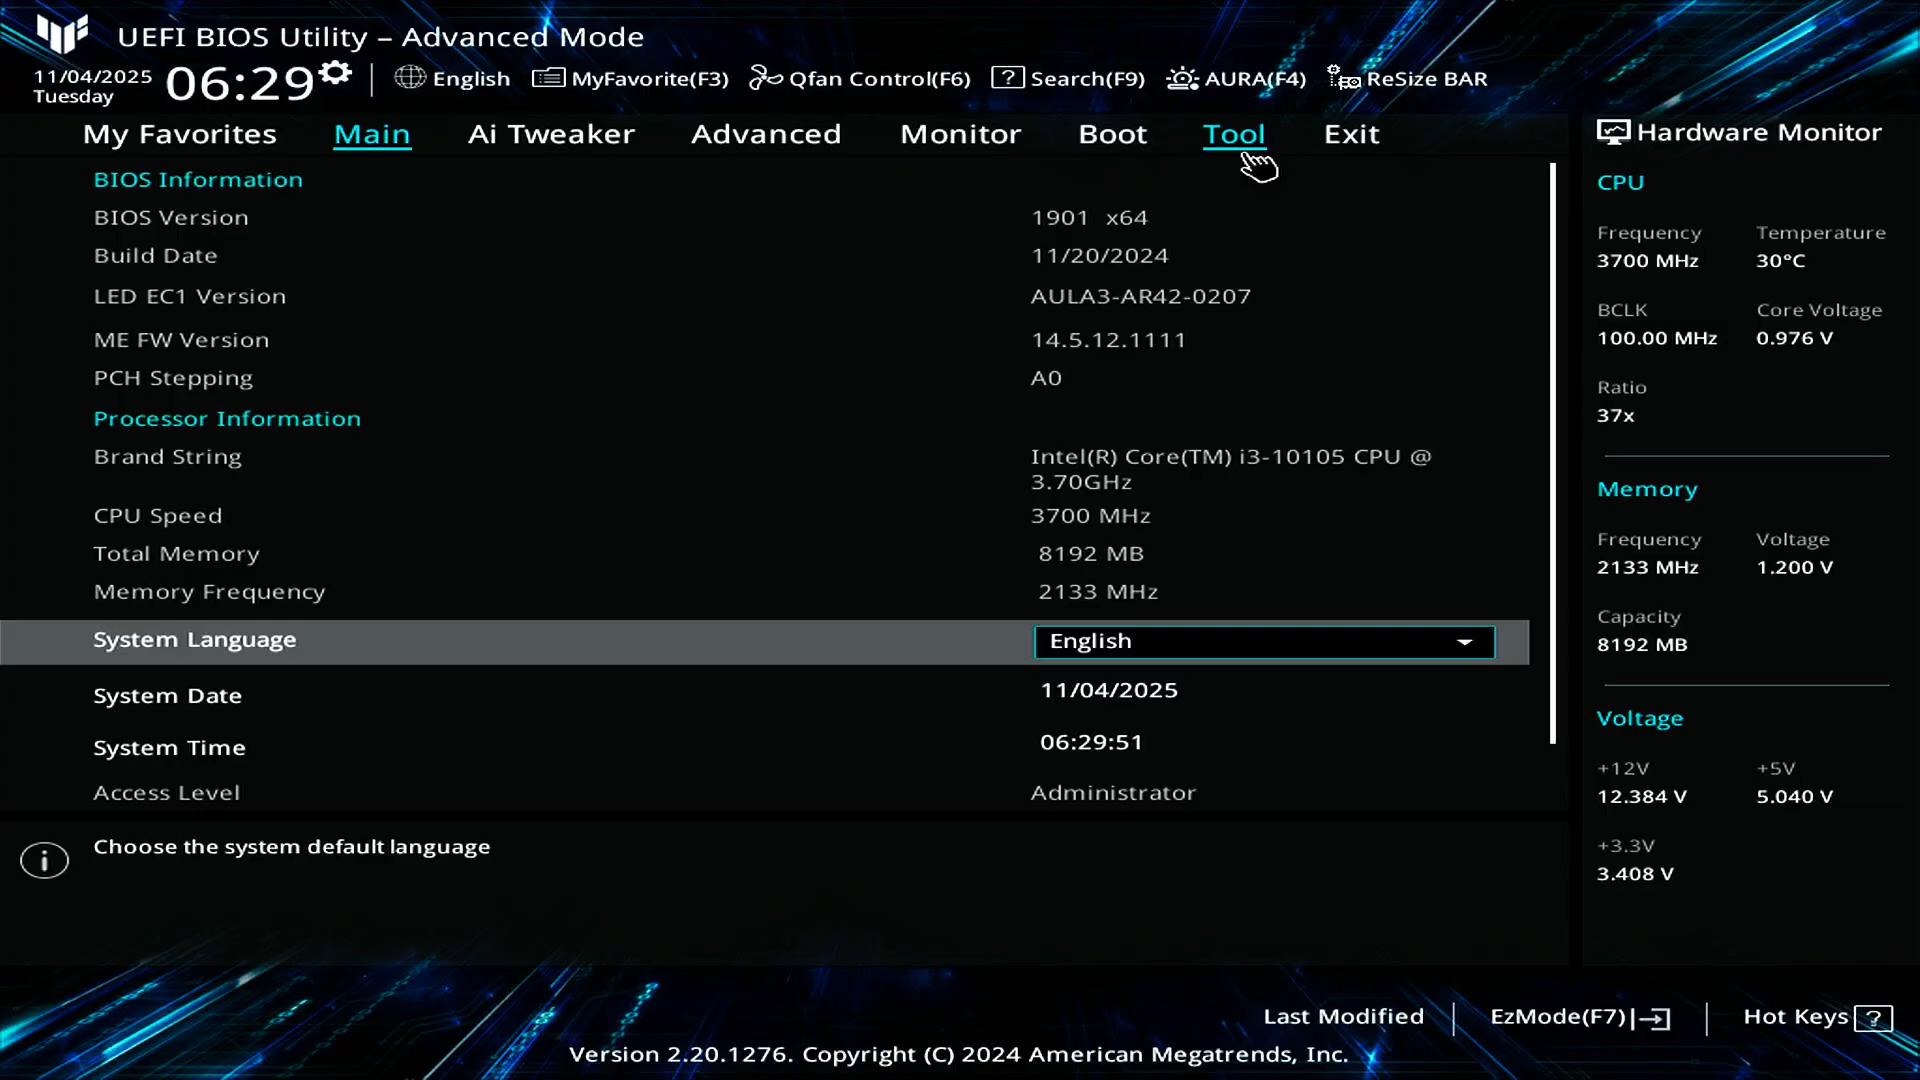 UEFI BIOS Utility – Advanced Mode
11/04/2025
Tuesday
06:29
English
MyFavorite(F3)
Qfan Control(F6)
?
Search(F9)
AURA(F4)
ReSize BAR
My Favorites
Main
Ai Tweaker
Advanced
Monitor
Boot
Tool
Exit
BIOS Information
BIOS Version 1901 x64
Build Date 11/20/2024
LED EC1 Version AULA3-AR42-0207
ME FW Version 14.5.12.1111
PCH Stepping A0
Processor Information
Brand String Intel(R) Core(TM) i3-10105 CPU @
3.70GHz
CPU Speed 3700 MHz
Total Memory 8192 MB
Memory Frequency 2133 MHz
System Language English
System Date 11/04/2025
System Time 06:29:51
Access Level Administrator
i
Choose the system default language
Hardware Monitor
CPU
Frequency Temperature
3700 MHz 30°C
BCLK Core Voltage
100.00 MHz 0.976 V
Ratio
37x
Memory
Frequency Voltage
2133 MHz 1.200 V
Capacity
8192 MB
Voltage
+12V +5V
12.384 V 5.040 V
+3.3V
3.408 V
Last Modified
EzMode(F7)
Hot Keys ?
Version 2.20.1276. Copyright (C) 2024 American Megatrends, Inc.